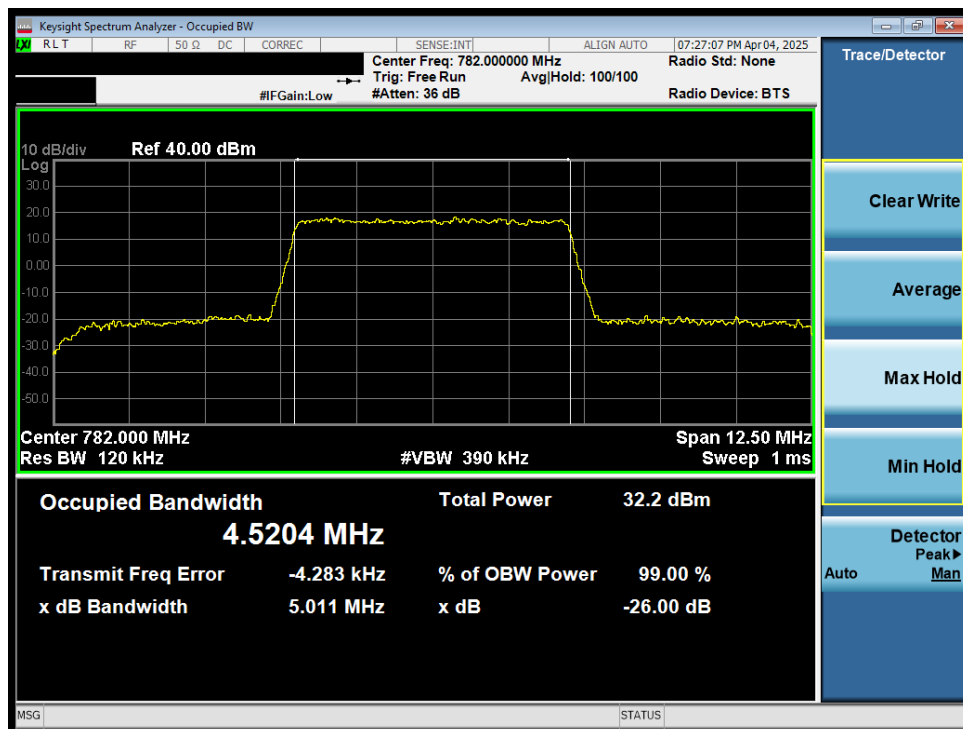 Keysight Spectrum Analyzer - Occupied BW
LXI RLT RF 50 Ω DC CORREC SENSE:INT ALIGN AUTO 07:27:07 PM Apr 04, 2025
Center Freq: 782.000000 MHz Radio Std: None
Trig: Free Run Avg|Hold: 100/100
#IFGain:Low #Atten: 36 dB Radio Device: BTS
Trace/Detector
10 dB/div Ref 40.00 dBm
Log
30.0
20.0
10.0
0.00
-10.0
-20.0
-30.0
-40.0
-50.0
Center 782.000 MHz Span 12.50 MHz
Res BW 120 kHz #VBW 390 kHz Sweep 1 ms
Occupied Bandwidth Total Power 32.2 dBm
4.5204 MHz
Transmit Freq Error -4.283 kHz % of OBW Power 99.00 %
x dB Bandwidth 5.011 MHz x dB -26.00 dB
Clear Write
Average
Max Hold
Min Hold
Detector
Peak▶
Auto Man
MSG STATUS